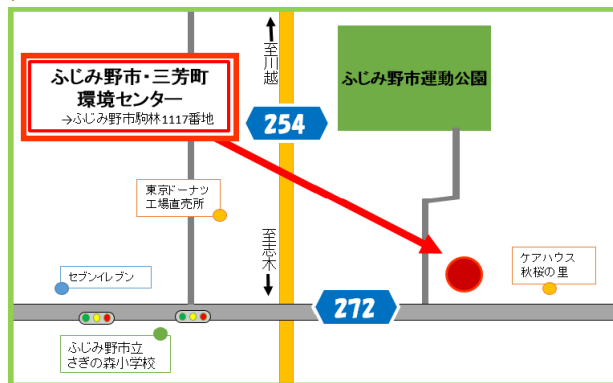 ふじみ野市・三芳町
環境センター
→ふじみ野市駒林1117番地
至川越
ふじみ野市運動公園
254
東京ドーナツ
工場直売所
至志木
セブンイレブン
ケアハウス
秋桜の里
272
ふじみ野市立
さぎの森小学校